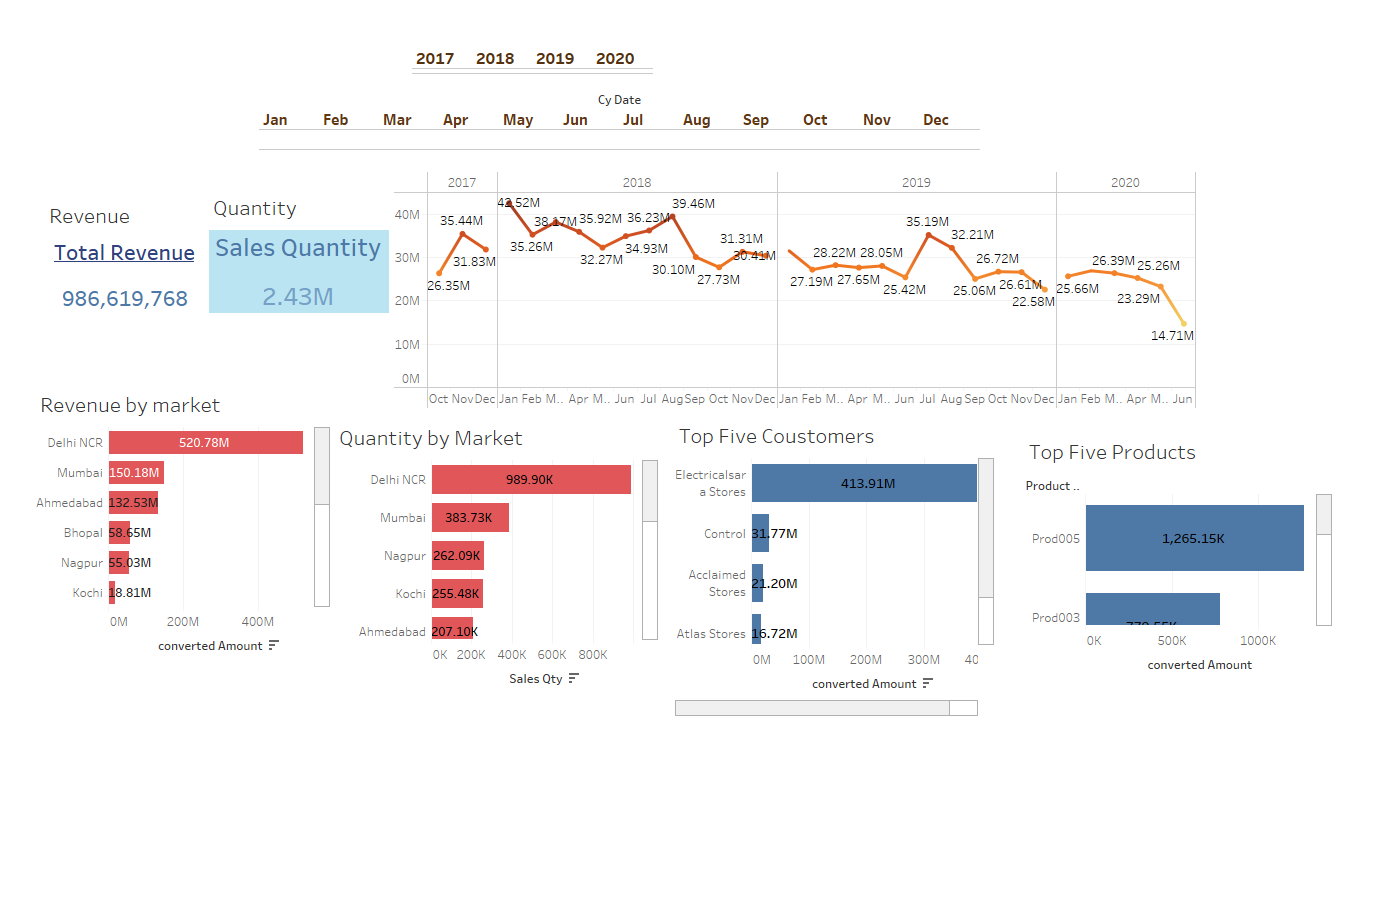 2017 2018 2019 2020
Cy Date
Jan Feb Mar Apr May Jun Jul Aug Sep Oct Nov Dec
Revenue
Total Revenue
986,619,768
Quantity
Sales Quantity
2.43M
2017 2018 2019 2020
40M
30M
20M
10M
0M
26.35M
35.44M
31.83M
42.52M
35.26M
38.17M
35.92M
32.27M
34.93M
36.23M
39.46M
30.10M
27.73M
31.31M
30.41M
27.19M
28.22M
27.65M
28.05M
25.42M
35.19M
32.21M
25.06M
26.72M
26.61M
22.58M
25.66M
26.39M
25.26M
23.29M
14.71M
Oct Nov Dec Jan Feb M.. Apr M.. Jun Jul Aug Sep Oct Nov Dec Jan Feb M.. Apr M.. Jun Jul Aug Sep Oct Nov Dec Jan Feb M.. Apr M.. Jun
Revenue by market
Delhi NCR 520.78M
Mumbai 150.18M
Ahmedabad 132.53M
Bhopal 58.65M
Nagpur 55.03M
Kochi 18.81M
0M 200M 400M
converted Amount
Quantity by Market
Delhi NCR 989.90K
Mumbai 383.73K
Nagpur 262.09K
Kochi 255.48K
Ahmedabad 207.10K
0K 200K 400K 600K 800K
Sales Qty
Top Five Coustomers
Electricalsar
a Stores 413.91M
Control 31.77M
Acclaimed
Stores 21.20M
Atlas Stores 16.72M
0M 100M 200M 300M 40
converted Amount
Top Five Products
Product ..
Prod005 1,265.15K
Prod003
0K 500K 1000K
converted Amount